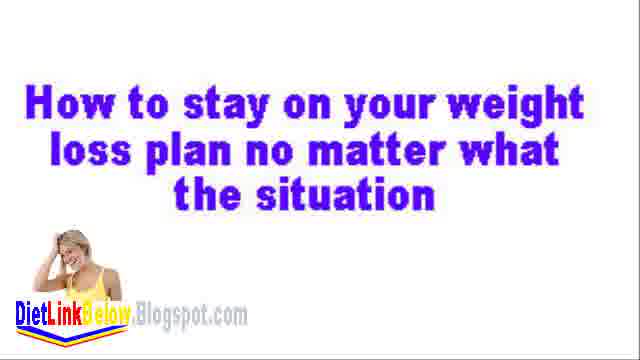 How to stay on your weight
loss plan no matter what
the situation
DietLinkBelow.Blogspot.com